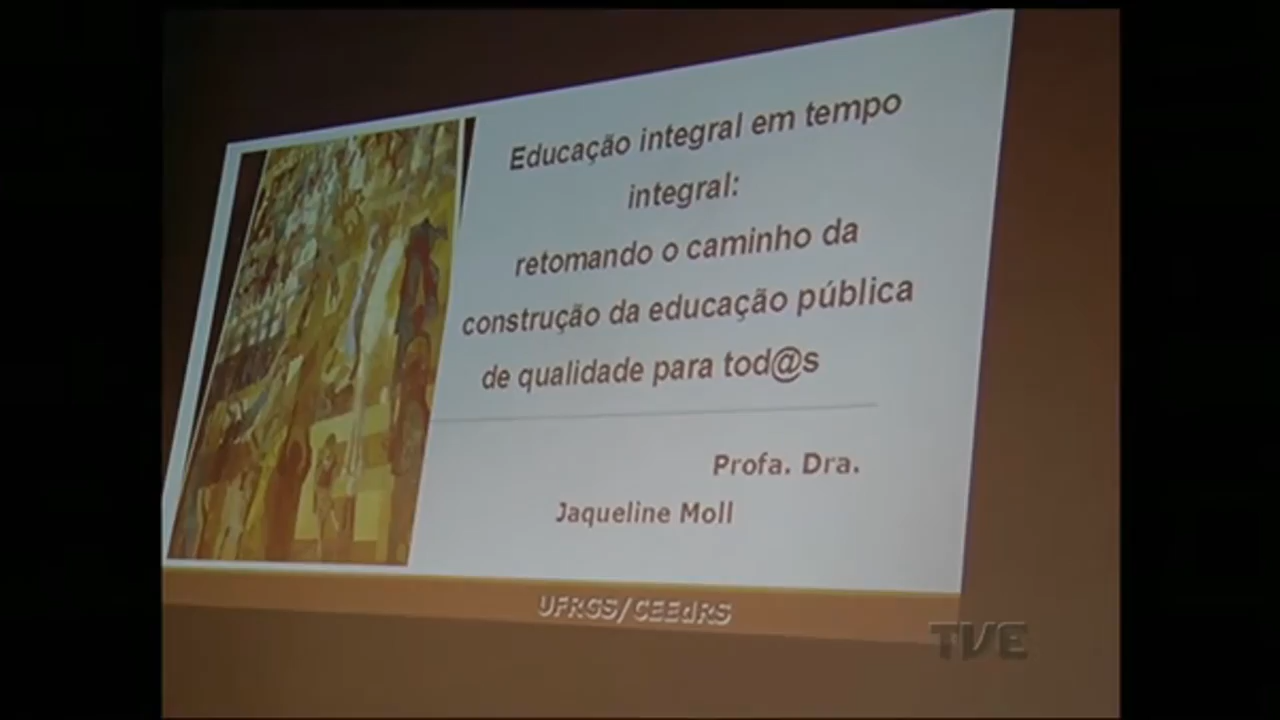 Educação integral em tempo
integral:
retomando o caminho da
construção da educação pública
de qualidade para tod@s
Profa. Dra.
Jaqueline Moll
UFRGS/CEEdRS
TVE